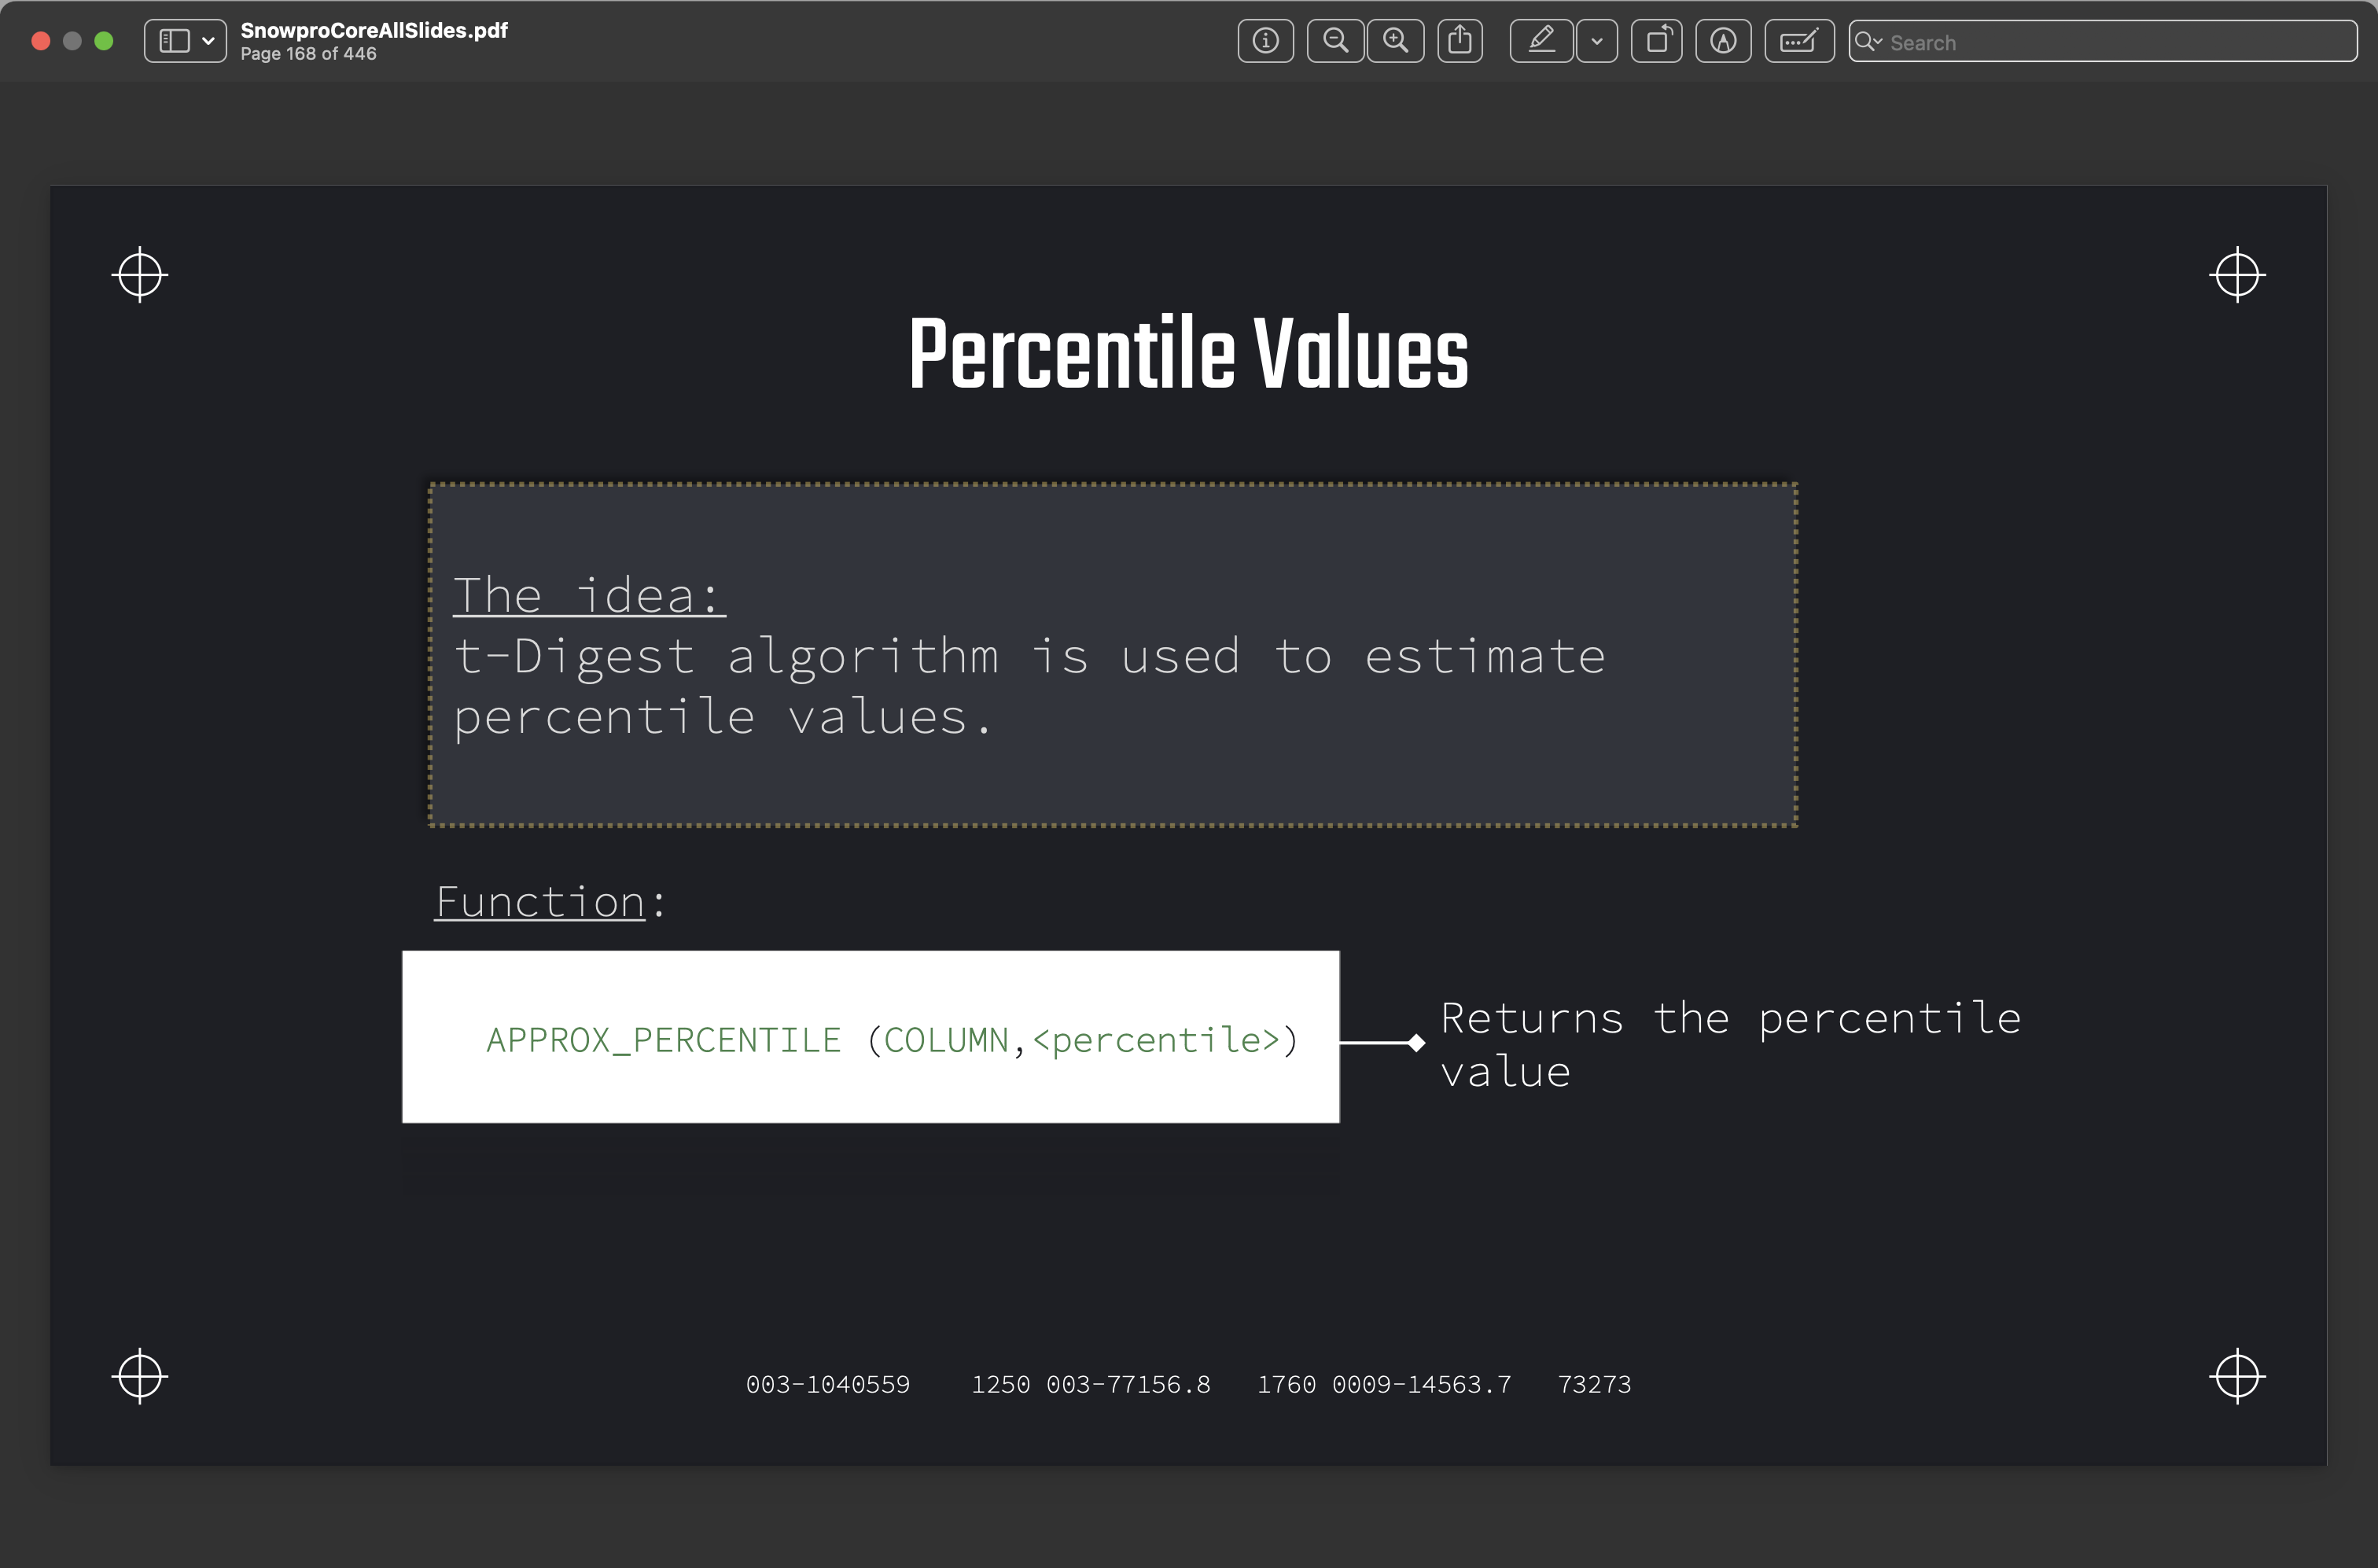 SnowproCoreAllSlides.pdf
Page 168 of 446
Search
Percentile Values
The idea:
t-Digest algorithm is used to estimate
percentile values.
Function:
APPROX_PERCENTILE (COLUMN,<percentile>)
Returns the percentile
value
003-1040559 1250 003-77156.8 1760 0009-14563.7 73273